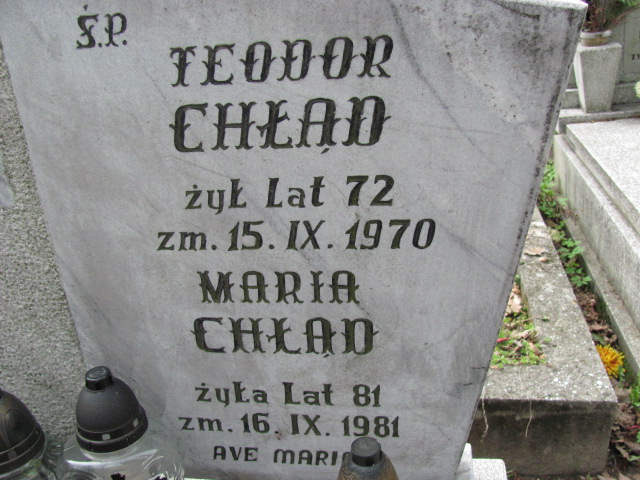 Ś.P.
TEODOR
CHŁĄD
żył Lat 72
zm. 15. IX. 1970
MARIA
CHŁĄD
żyła Lat 81
zm. 16. IX. 1981
AVE MARIA